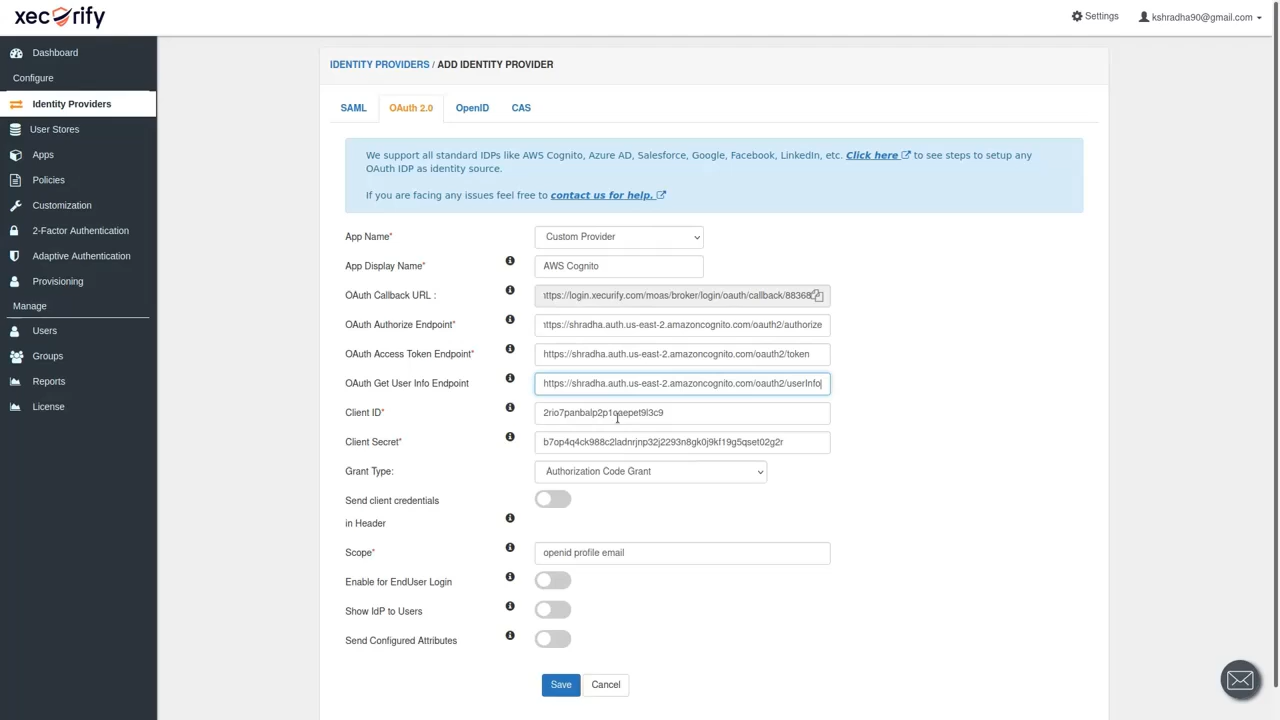 xecurify
Settings
kshradha90@gmail.com
Dashboard
Configure
Identity Providers
User Stores
Apps
Policies
Customization
2-Factor Authentication
Adaptive Authentication
Provisioning
Manage
Users
Groups
Reports
License
IDENTITY PROVIDERS / ADD IDENTITY PROVIDER
SAML OAuth 2.0 OpenID CAS
We support all standard IDPs like AWS Cognito, Azure AD, Salesforce, Google, Facebook, LinkedIn, etc. Click here to see steps to setup any
OAuth IDP as identity source.
If you are facing any issues feel free to contact us for help.
App Name* Custom Provider
App Display Name* AWS Cognito
OAuth Callback URL : ttps://login.xecurify.com/moas/broker/login/oauth/callback/88368
OAuth Authorize Endpoint* ttps://shradha.auth.us-east-2.amazoncognito.com/oauth2/authorize
OAuth Access Token Endpoint* https://shradha.auth.us-east-2.amazoncognito.com/oauth2/token
OAuth Get User Info Endpoint https://shradha.auth.us-east-2.amazoncognito.com/oauth2/userInfo
Client ID*
Client Secret*
Grant Type: Authorization Code Grant
Send client credentials
in Header
Scope* openid profile email
Enable for EndUser Login
Show IdP to Users
Send Configured Attributes
Save Cancel